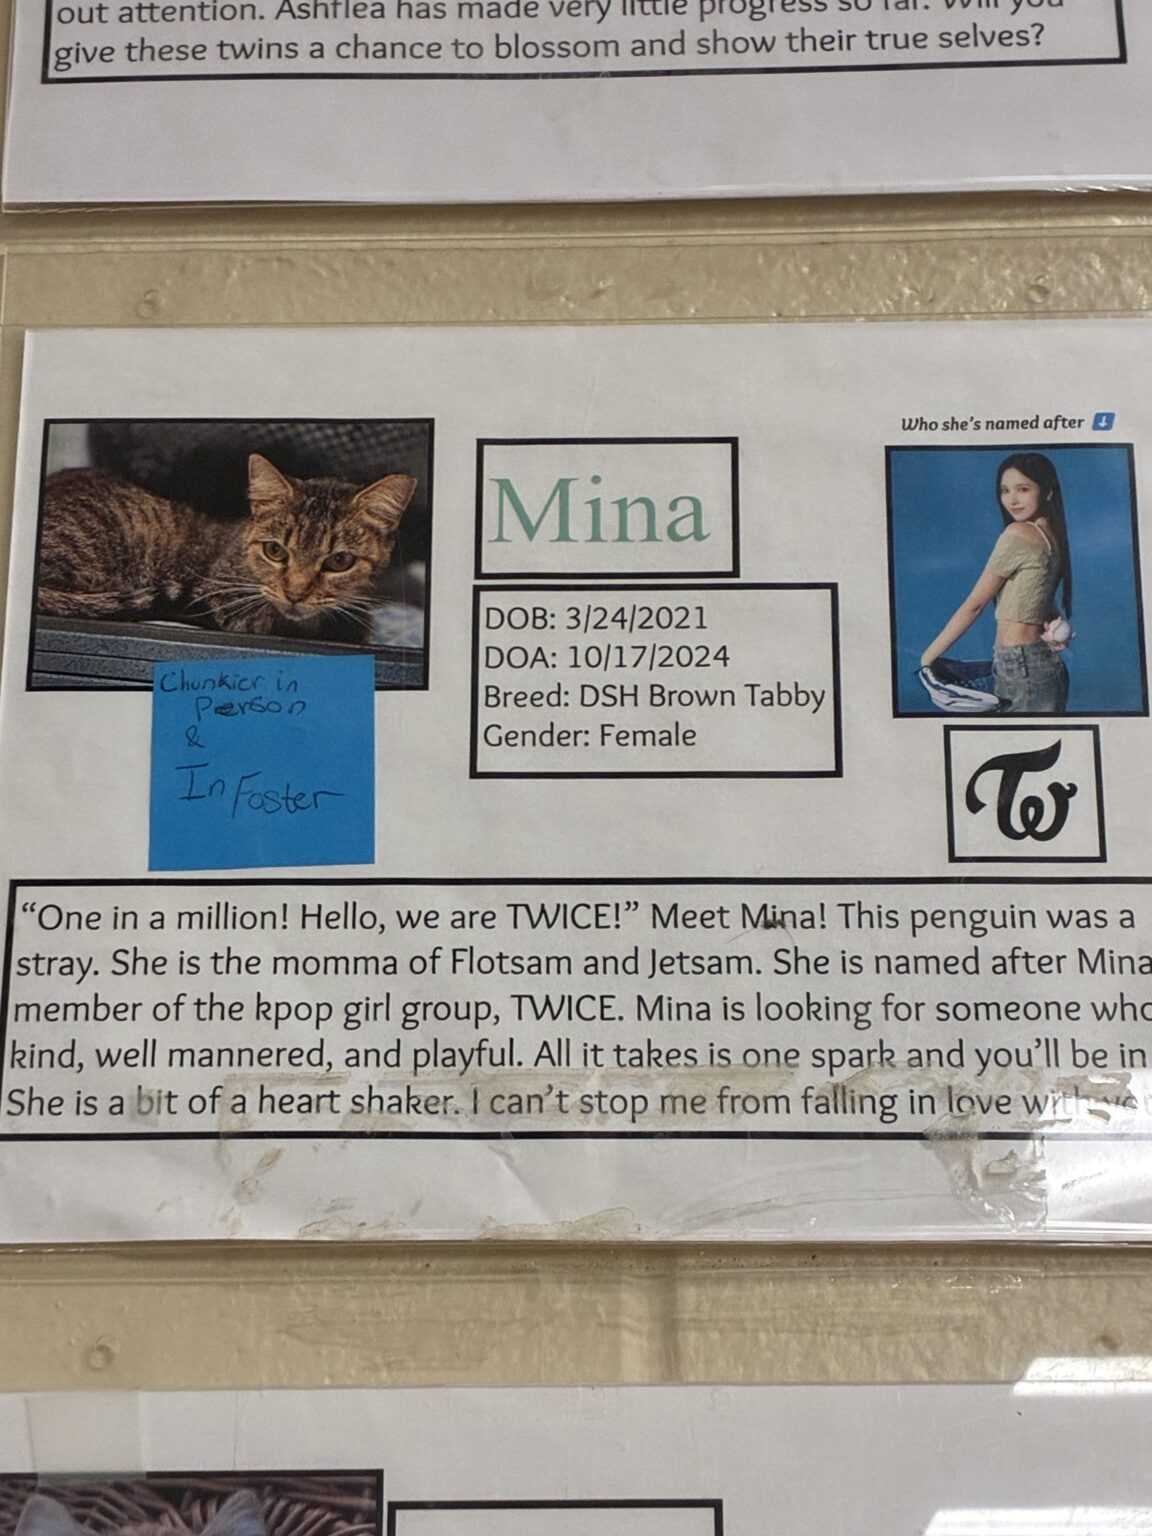 out attention. Ashflea has made very little progress so far. Will you
give these twins a chance to blossom and show their true selves?
Who she's named after
Mina
DOB: 3/24/2021
DOA: 10/17/2024
Breed: DSH Brown Tabby
Gender: Female
Chunkier in
Person
&
In Foster
TW
"One in a million! Hello, we are TWICE!" Meet Mina! This penguin was a
stray. She is the momma of Flotsam and Jetsam. She is named after Mina
member of the kpop girl group, TWICE. Mina is looking for someone who
kind, well mannered, and playful. All it takes is one spark and you'll be in
She is a bit of a heart shaker. I can't stop me from falling in love with